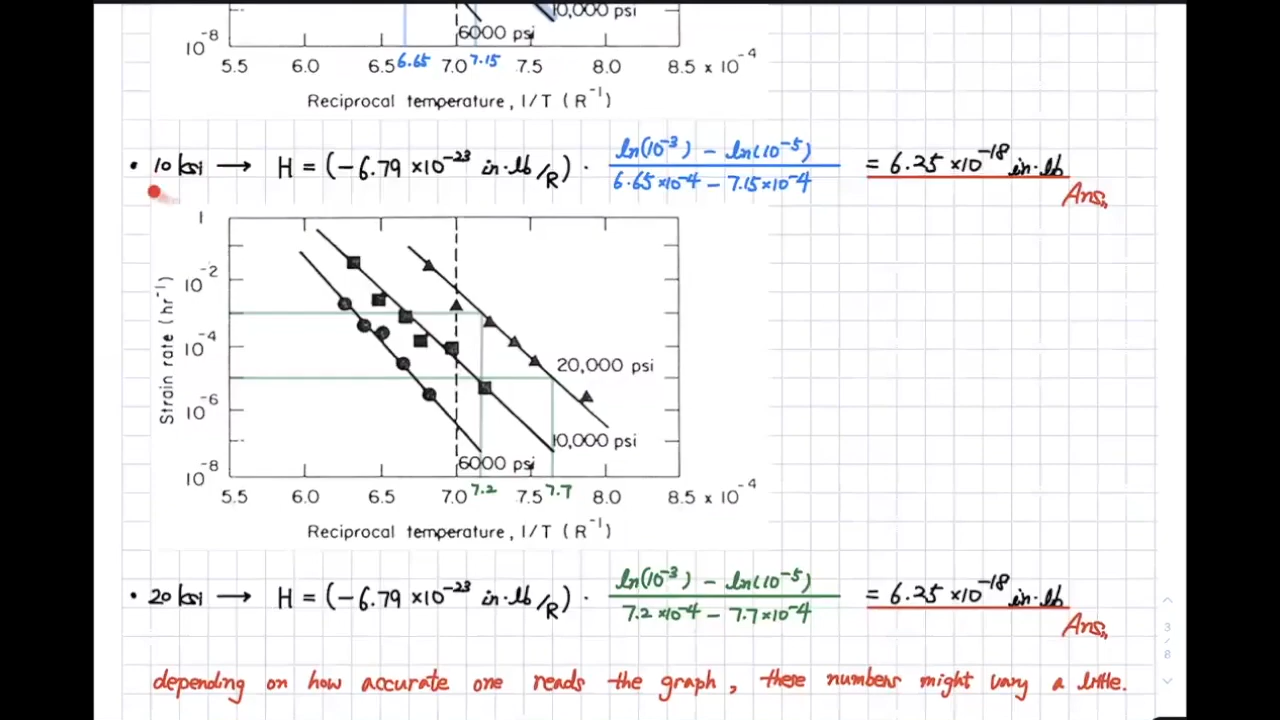 10,000 psi
6000 psi
10⁻⁸
6.65 7.15
5.5 6.0 6.5 7.0 7.5 8.0 8.5 x 10⁻⁴
Reciprocal temperature, 1/T (R⁻¹)
• 10 ksi → H = (−6.79 ×10⁻²³ in·lb/R) · ln(10⁻³) − ln(10⁻⁵) / 6.65×10⁻⁴ − 7.15×10⁻⁴ = 6.25 ×10⁻¹⁸ in·lb
Ans,
1
10⁻²
10⁻⁴
10⁻⁶
10⁻⁸
Strain rate (hr⁻¹)
20,000 psi
10,000 psi
6000 psi
7.2 7.7
5.5 6.0 6.5 7.0 7.5 8.0 8.5 x 10⁻⁴
Reciprocal temperature, 1/T (R⁻¹)
• 20 ksi → H = (−6.79 ×10⁻²³ in·lb/R) · ln(10⁻³) − ln(10⁻⁵) / 7.2×10⁻⁴ − 7.7×10⁻⁴ = 6.25 ×10⁻¹⁸ in·lb
Ans,
depending on how accurate one reads the graph, these numbers might vary a little.
3
/
8